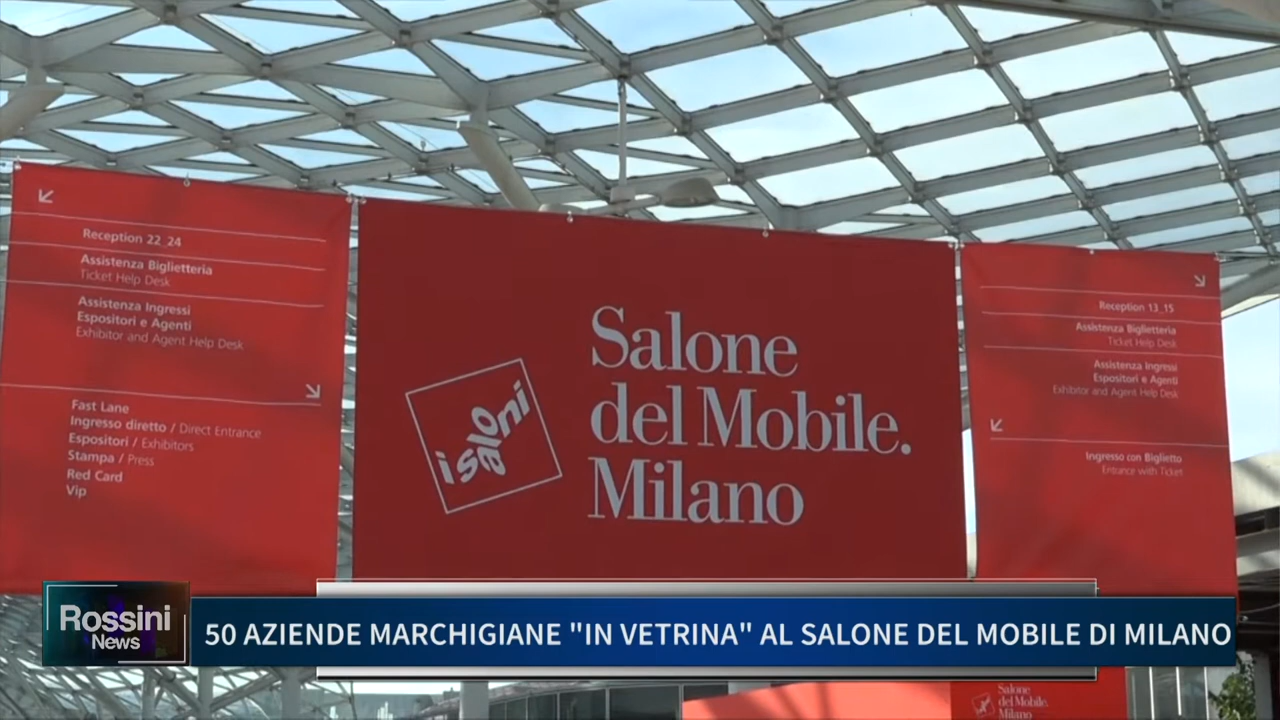 Reception 22_24
Assistenza Biglietteria
Ticket Help Desk
Assistenza Ingressi
Espositori e Agenti
Exhibitor and Agent Help Desk
Fast Lane
Ingresso diretto / Direct Entrance
Espositori / Exhibitors
Stampa / Press
Red Card
Vip
i saloni
Salone
del Mobile.
Milano
Reception 13_15
Assistenza Biglietteria
Ticket Help Desk
Assistenza Ingressi
Espositori e Agenti
Exhibitor and Agent Help Desk
Ingresso con Biglietto
Entrance with Ticket
Rossini
News
50 AZIENDE MARCHIGIANE "IN VETRINA" AL SALONE DEL MOBILE DI MILANO
Salone
del Mobile.
Milano